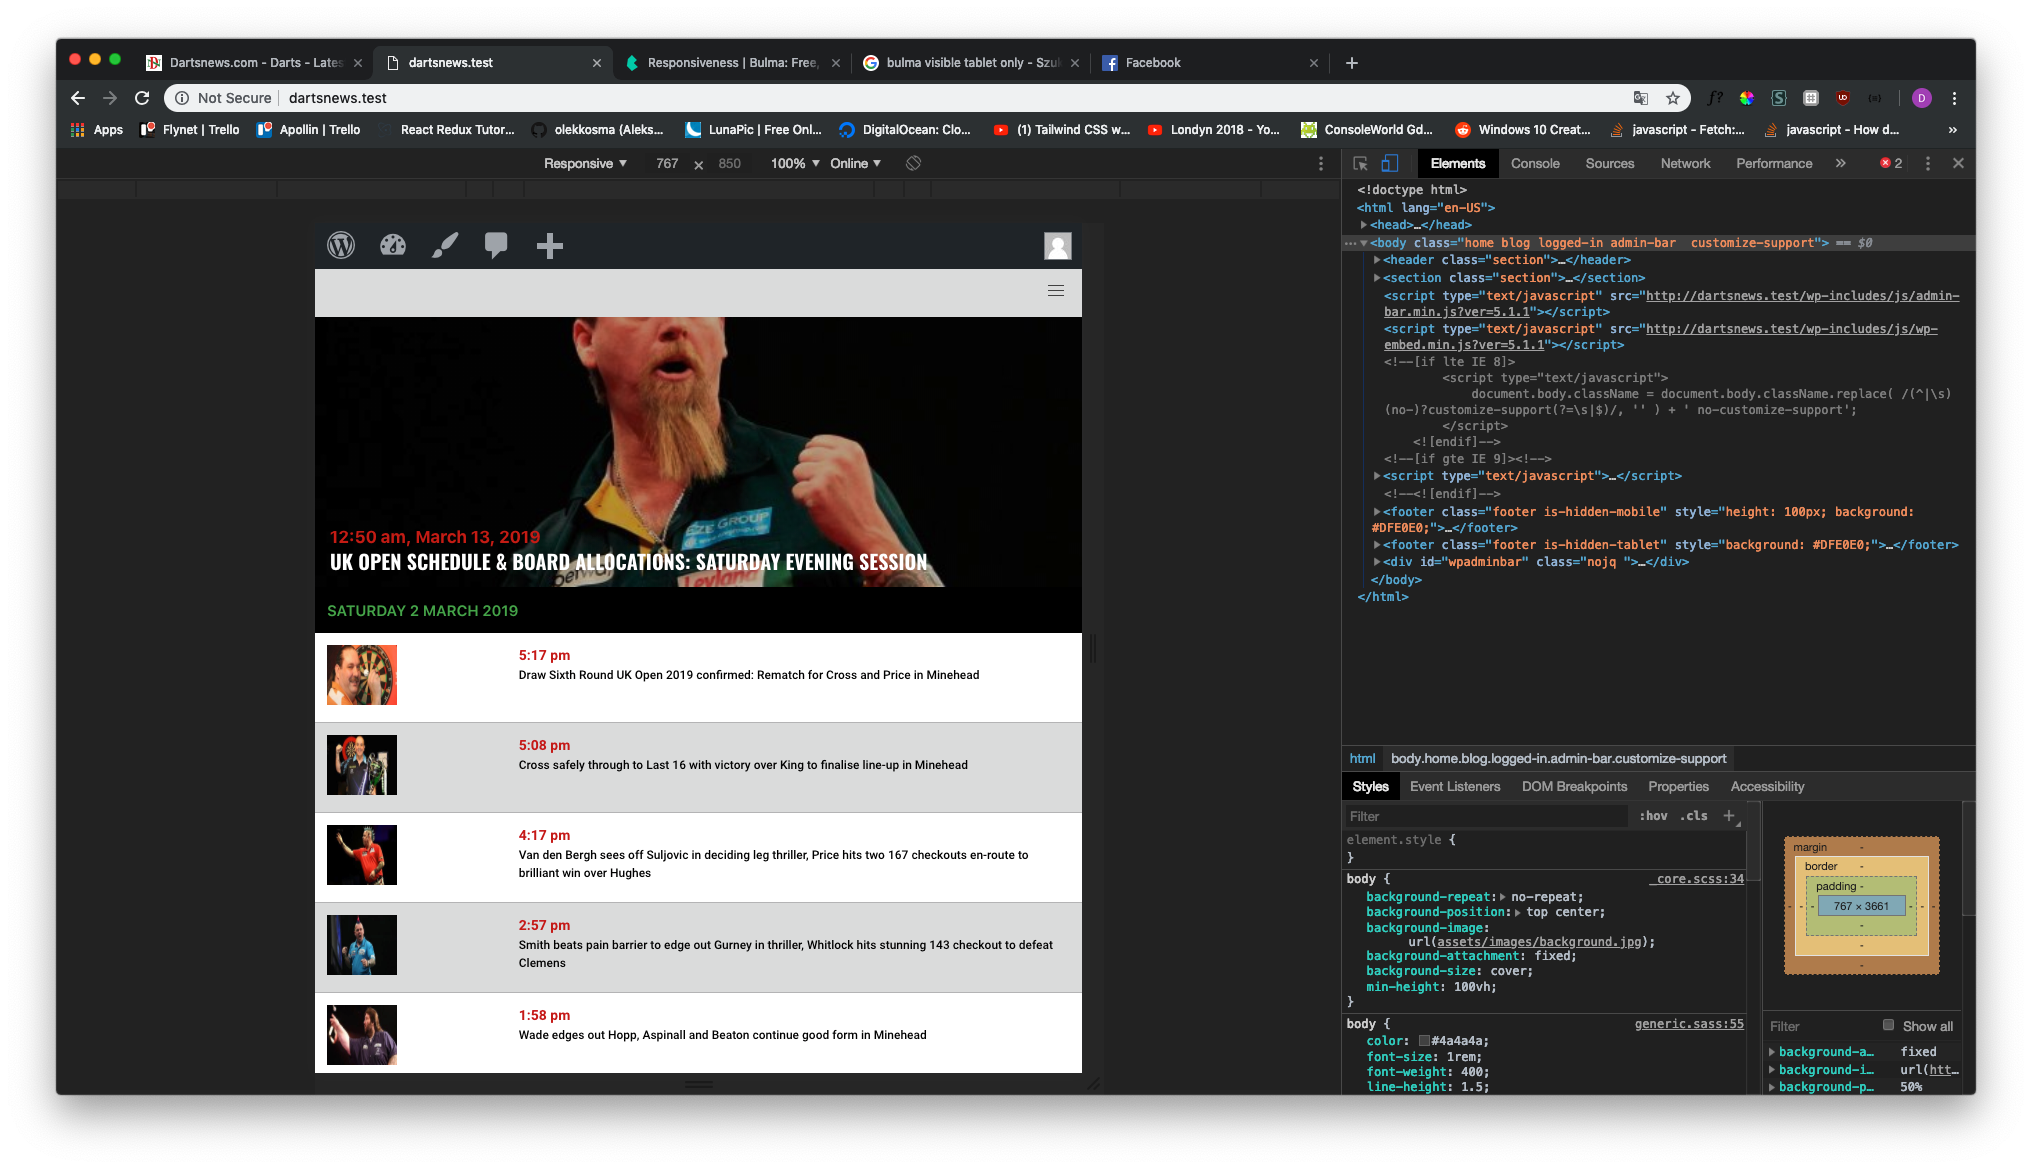 Dartsnews.com - Darts - Lates
dartsnews.test
Responsiveness | Bulma: Free,
bulma visible tablet only - Szuk
Facebook
Not Secure
dartsnews.test
f?
D
Apps
Flynet | Trello
Apollin | Trello
React Redux Tutor...
olekkosma (Aleks...
LunaPic | Free Onl...
DigitalOcean: Clo...
(1) Tailwind CSS w...
Londyn 2018 - Yo...
ConsoleWorld Gd...
Windows 10 Creat...
javascript - Fetch:...
javascript - How d...
»
Responsive ▼
767 × 850
100% ▼
Online ▼
Elements
Console
Sources
Network
Performance
»
2
SATURDAY 2 MARCH 2019
12:50 am, March 13, 2019
UK OPEN SCHEDULE & BOARD ALLOCATIONS: SATURDAY EVENING SESSION
EZE GROUP
Leyland
5:17 pm
Draw Sixth Round UK Open 2019 confirmed: Rematch for Cross and Price in Minehead
5:08 pm
Cross safely through to Last 16 with victory over King to finalise line-up in Minehead
4:17 pm
Van den Bergh sees off Suljovic in deciding leg thriller, Price hits two 167 checkouts en-route to
brilliant win over Hughes
2:57 pm
Smith beats pain barrier to edge out Gurney in thriller, Whitlock hits stunning 143 checkout to defeat
Clemens
1:58 pm
Wade edges out Hopp, Aspinall and Beaton continue good form in Minehead
<!doctype html>
<html lang="en-US">
<head>…</head>
<body class="home blog logged-in admin-bar  customize-support"> == $0
<header class="section">…</header>
<section class="section">…</section>
<script type="text/javascript" src="http://dartsnews.test/wp-includes/js/admin-
bar.min.js?ver=5.1.1"></script>
<script type="text/javascript" src="http://dartsnews.test/wp-includes/js/wp-
embed.min.js?ver=5.1.1"></script>
<!--[if lte IE 8]>
<script type="text/javascript">
document.body.className = document.body.className.replace( /(^|\s)
(no-)?customize-support(?=\s|$)/, '' ) + ' no-customize-support';
</script>
<![endif]-->
<!--[if gte IE 9]><!-->
<script type="text/javascript">…</script>
<!--<![endif]-->
<footer class="footer is-hidden-mobile" style="height: 100px; background:
#DFE0E0;">…</footer>
<footer class="footer is-hidden-tablet" style="background: #DFE0E0;">…</footer>
<div id="wpadminbar" class="nojq ">…</div>
</body>
</html>
html
body.home.blog.logged-in.admin-bar.customize-support
Styles
Event Listeners
DOM Breakpoints
Properties
Accessibility
Filter
:hov .cls +
element.style {
}
body {
_core.scss:34
background-repeat: no-repeat;
background-position: top center;
background-image:
url(assets/images/background.jpg);
background-attachment: fixed;
background-size: cover;
min-height: 100vh;
}
body {
generic.sass:55
color: #4a4a4a;
font-size: 1rem;
font-weight: 400;
line-height: 1.5;
margin -
border -
padding -
767 × 3661
Filter
Show all
background-a… fixed
background-i… url(htt…
background-p… 50%